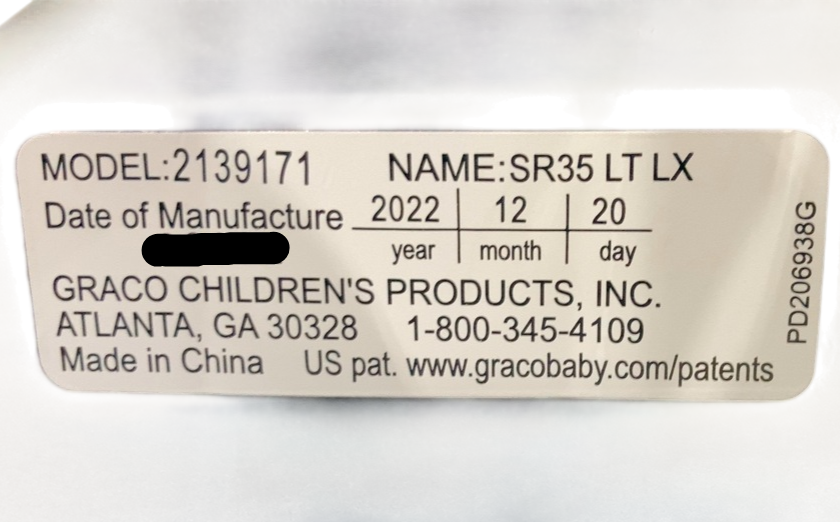 MODEL:2139171 NAME:SR35 LT LX
Date of Manufacture 2022 12 20
year month day
GRACO CHILDREN'S PRODUCTS, INC.
ATLANTA, GA 30328 1-800-345-4109
Made in China US pat. www.gracobaby.com/patents
PD206938G